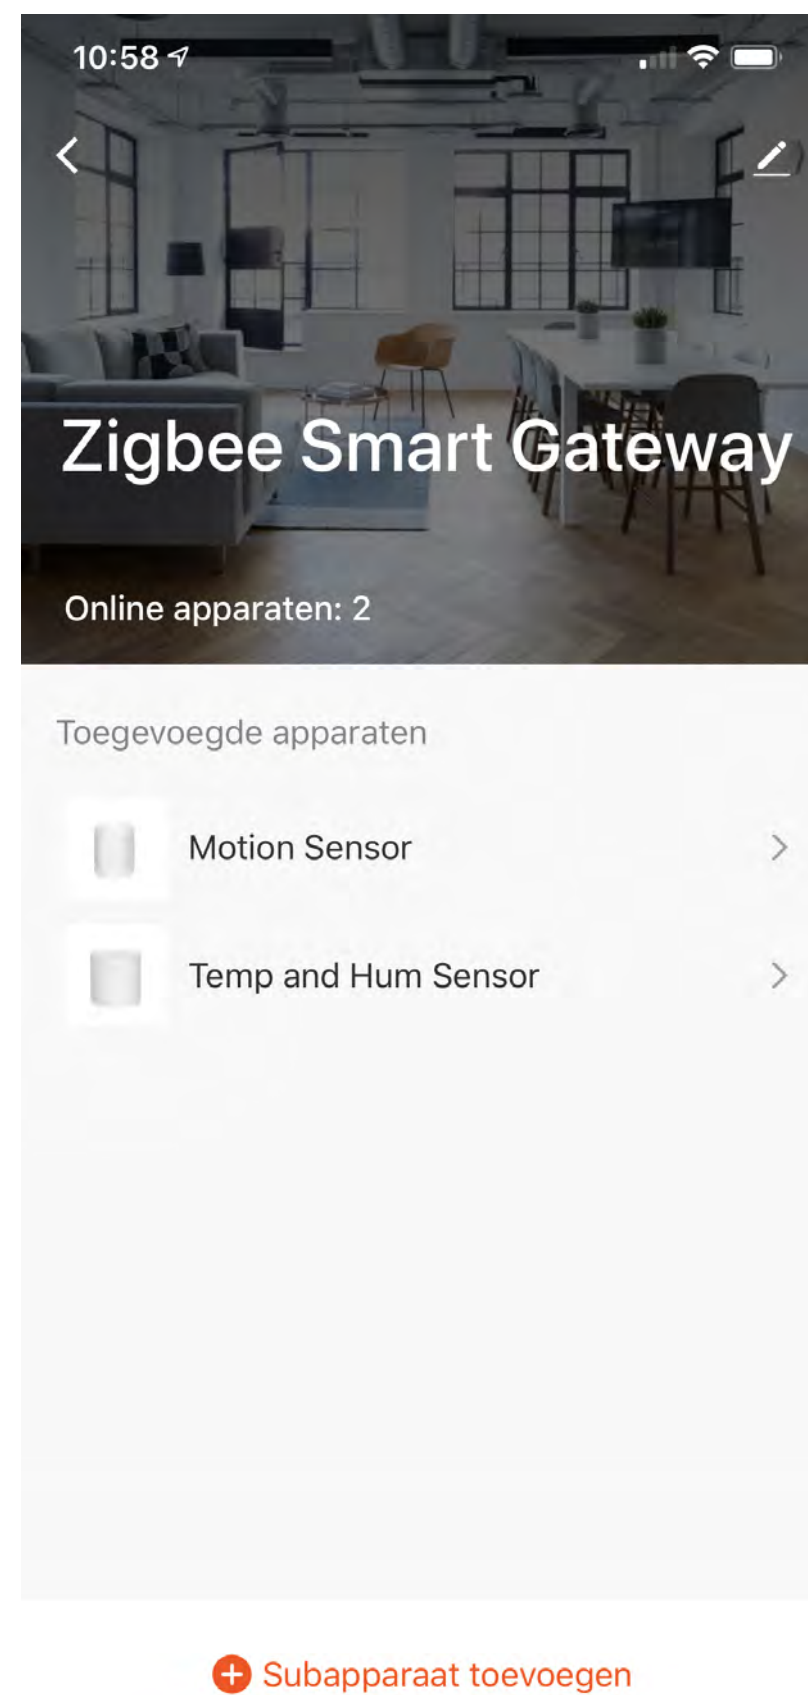 10:58
Zigbee Smart Gateway
Online apparaten: 2
Toegevoegde apparaten
Motion Sensor
Temp and Hum Sensor
Subapparaat toevoegen